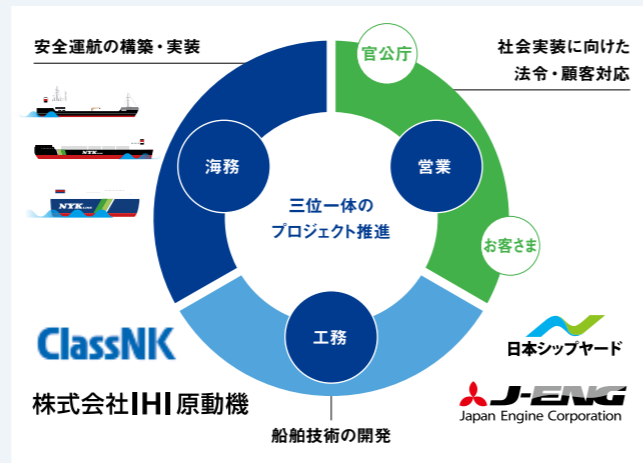 安全運航の構築・実装
官公庁
社会実装に向けた
法令・顧客対応
海務
営業
NYK LINE
NYK LINE
三位一体の
プロジェクト推進
お客さま
工務
ClassNK
日本シップヤード
株式会社IHI原動機
J-ENG
Japan Engine Corporation
船舶技術の開発